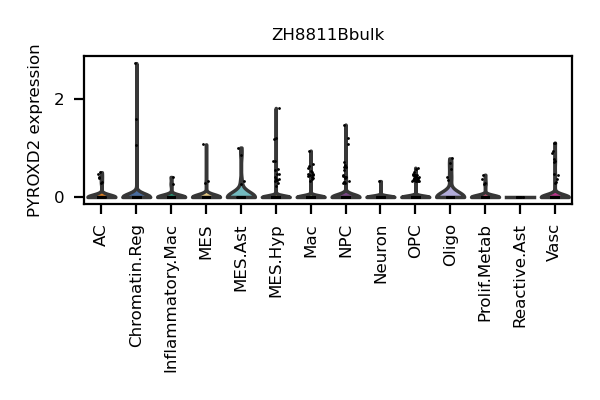 ZH8811Bbulk
PYROXD2 expression
2
0
AC
Chromatin.Reg
Inflammatory.Mac
MES
MES.Ast
MES.Hyp
Mac
NPC
Neuron
OPC
Oligo
Prolif.Metab
Reactive.Ast
Vasc